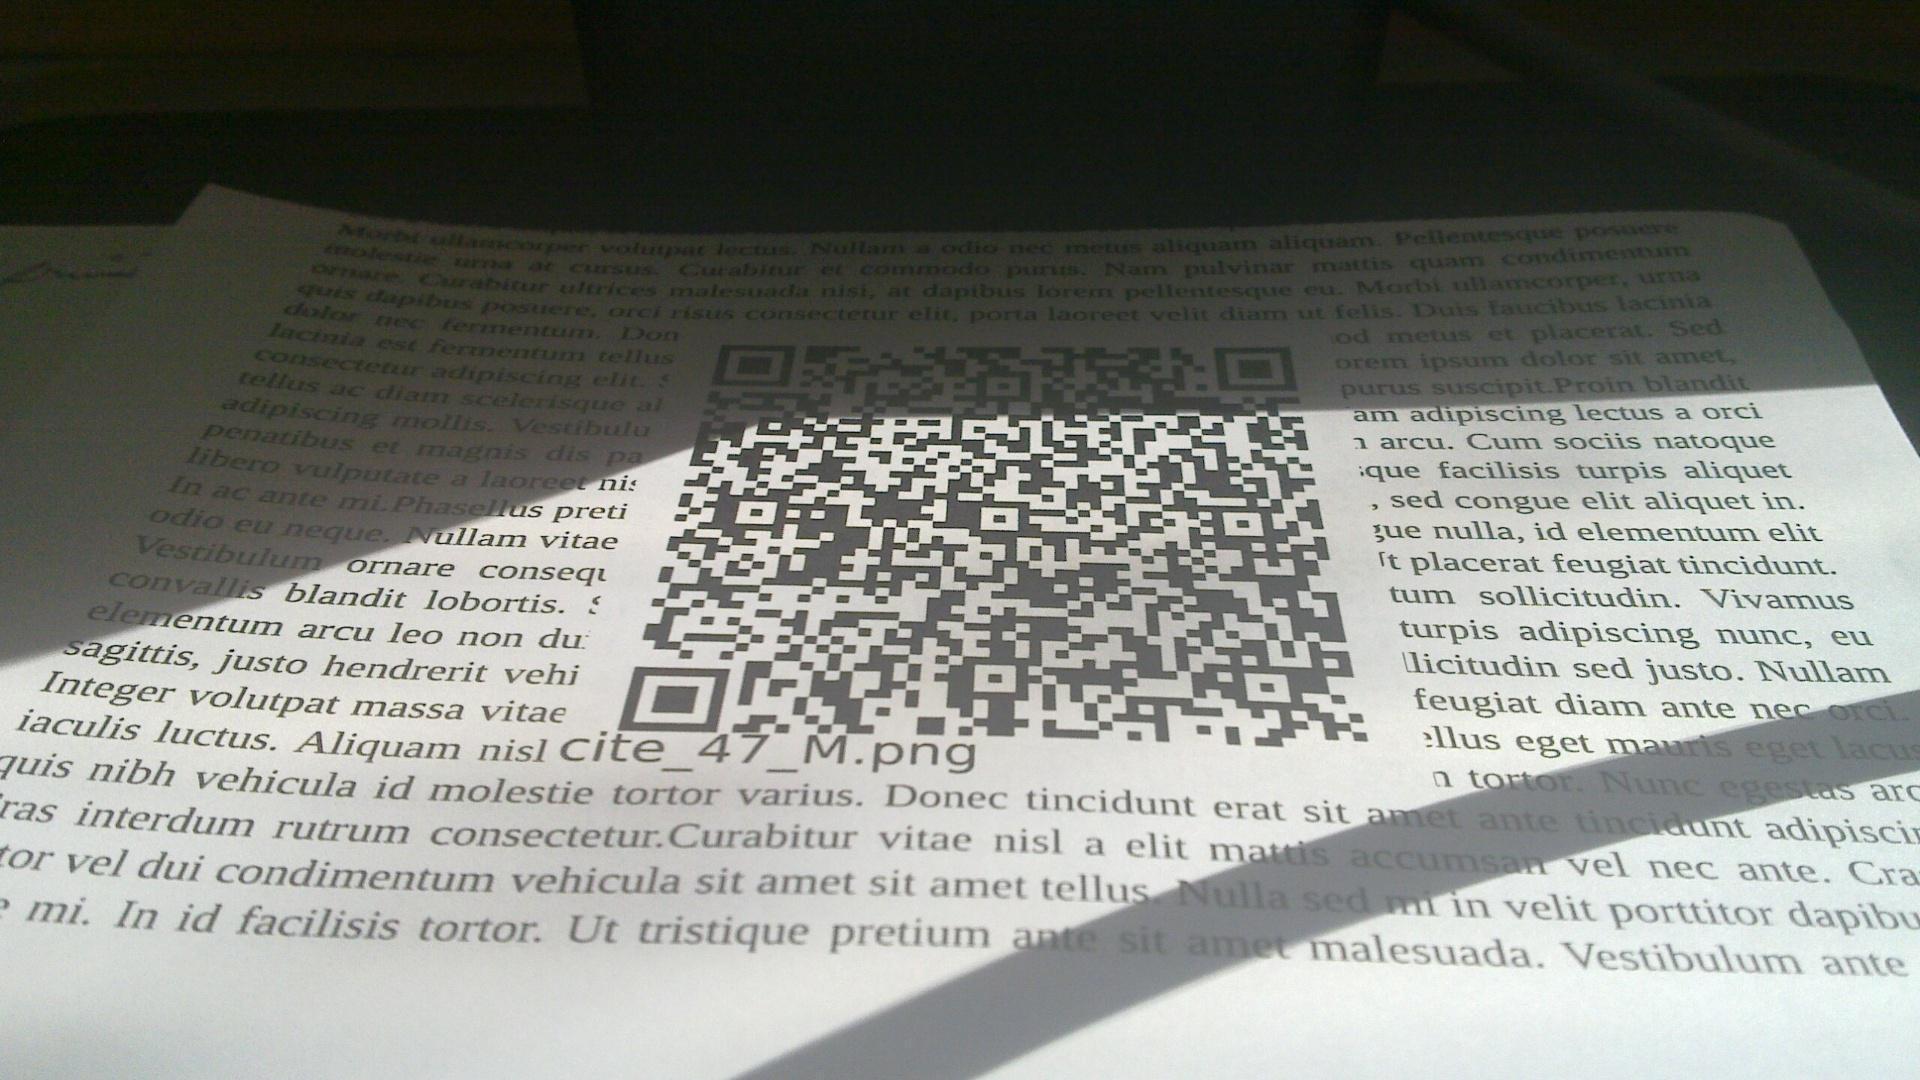 Morbi ullamcorper volutpat lectus. Nullam a odio nec metus aliquam aliquam. Pellentesque posuere
molestie urna at cursus. Curabitur et commodo purus. Nam pulvinar mattis quam condimentum
ornare. Curabitur ultrices malesuada nisi, at dapibus lorem pellentesque eu. Morbi ullamcorper, urna
quis dapibus posuere, orci risus consectetur elit, porta laoreet velit diam ut felis. Duis faucibus lacinia
dolor nec fermentum. Don od metus et placerat. Sed
lacinia est fermentum tellus orem ipsum dolor sit amet,
consectetur adipiscing elit. purus suscipit.Proin blandit
tellus ac diam scelerisque al am adipiscing lectus a orci
adipiscing mollis. Vestibulu arcu. Cum sociis natoque
penatibus et magnis dis pa que facilisis turpis aliquet
libero vulputate a laoreet nis , sed congue elit aliquet in.
In ac ante mi.Phasellus preti gue nulla, id elementum elit
odio eu neque. Nullam vitae t placerat feugiat tincidunt.
Vestibulum ornare consequ tum sollicitudin. Vivamus
convallis blandit lobortis. turpis adipiscing nunc, eu
elementum arcu leo non dui llicitudin sed justo. Nullam
sagittis, justo hendrerit vehi feugiat diam ante nec orci.
Integer volutpat massa vitae ellus eget mauris eget lacus
iaculis luctus. Aliquam nisl cite_47_M.png n tortor. Nunc egestas arc
quis nibh vehicula id molestie tortor varius. Donec tincidunt erat sit amet ante tincidunt adipiscin
ras interdum rutrum consectetur.Curabitur vitae nisl a elit mattis accumsan vel nec ante. Cra
tor vel dui condimentum vehicula sit amet sit amet tellus. Nulla sed mi in velit porttitor dapibu
e mi. In id facilisis tortor. Ut tristique pretium ante sit amet malesuada. Vestibulum ante